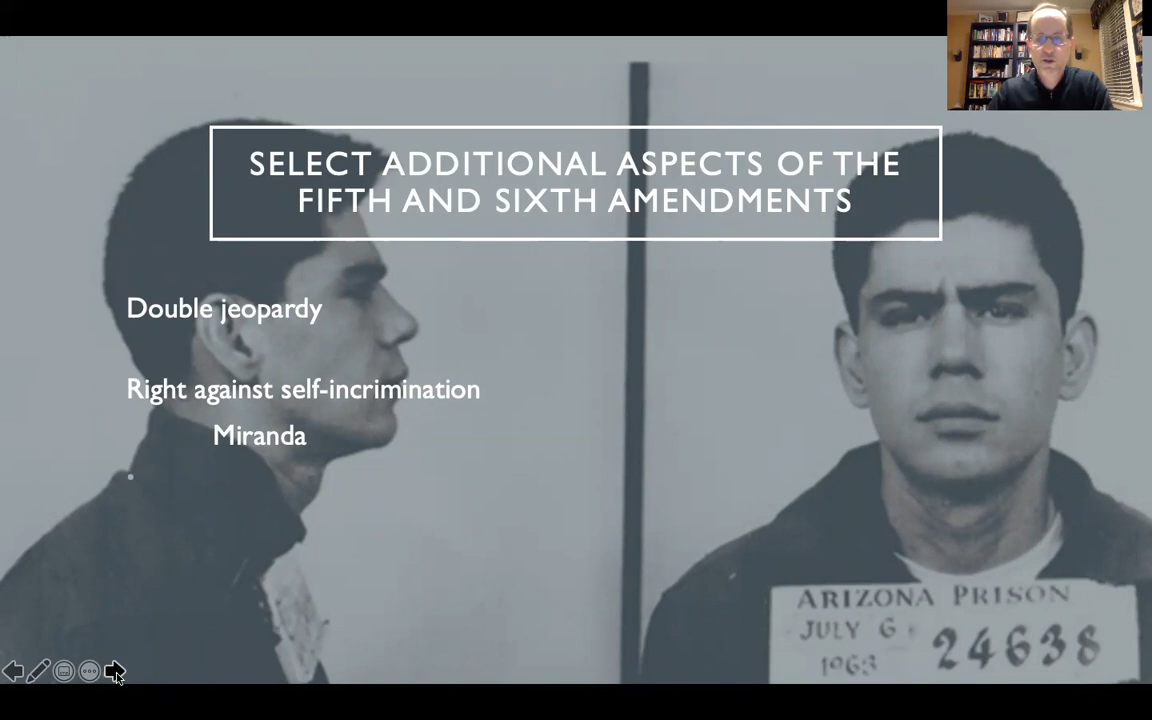 SELECT ADDITIONAL ASPECTS OF THE
FIFTH AND SIXTH AMENDMENTS
Double jeopardy
Right against self-incrimination
Miranda
ARIZONA PRISON
JULY 6
1963
24638